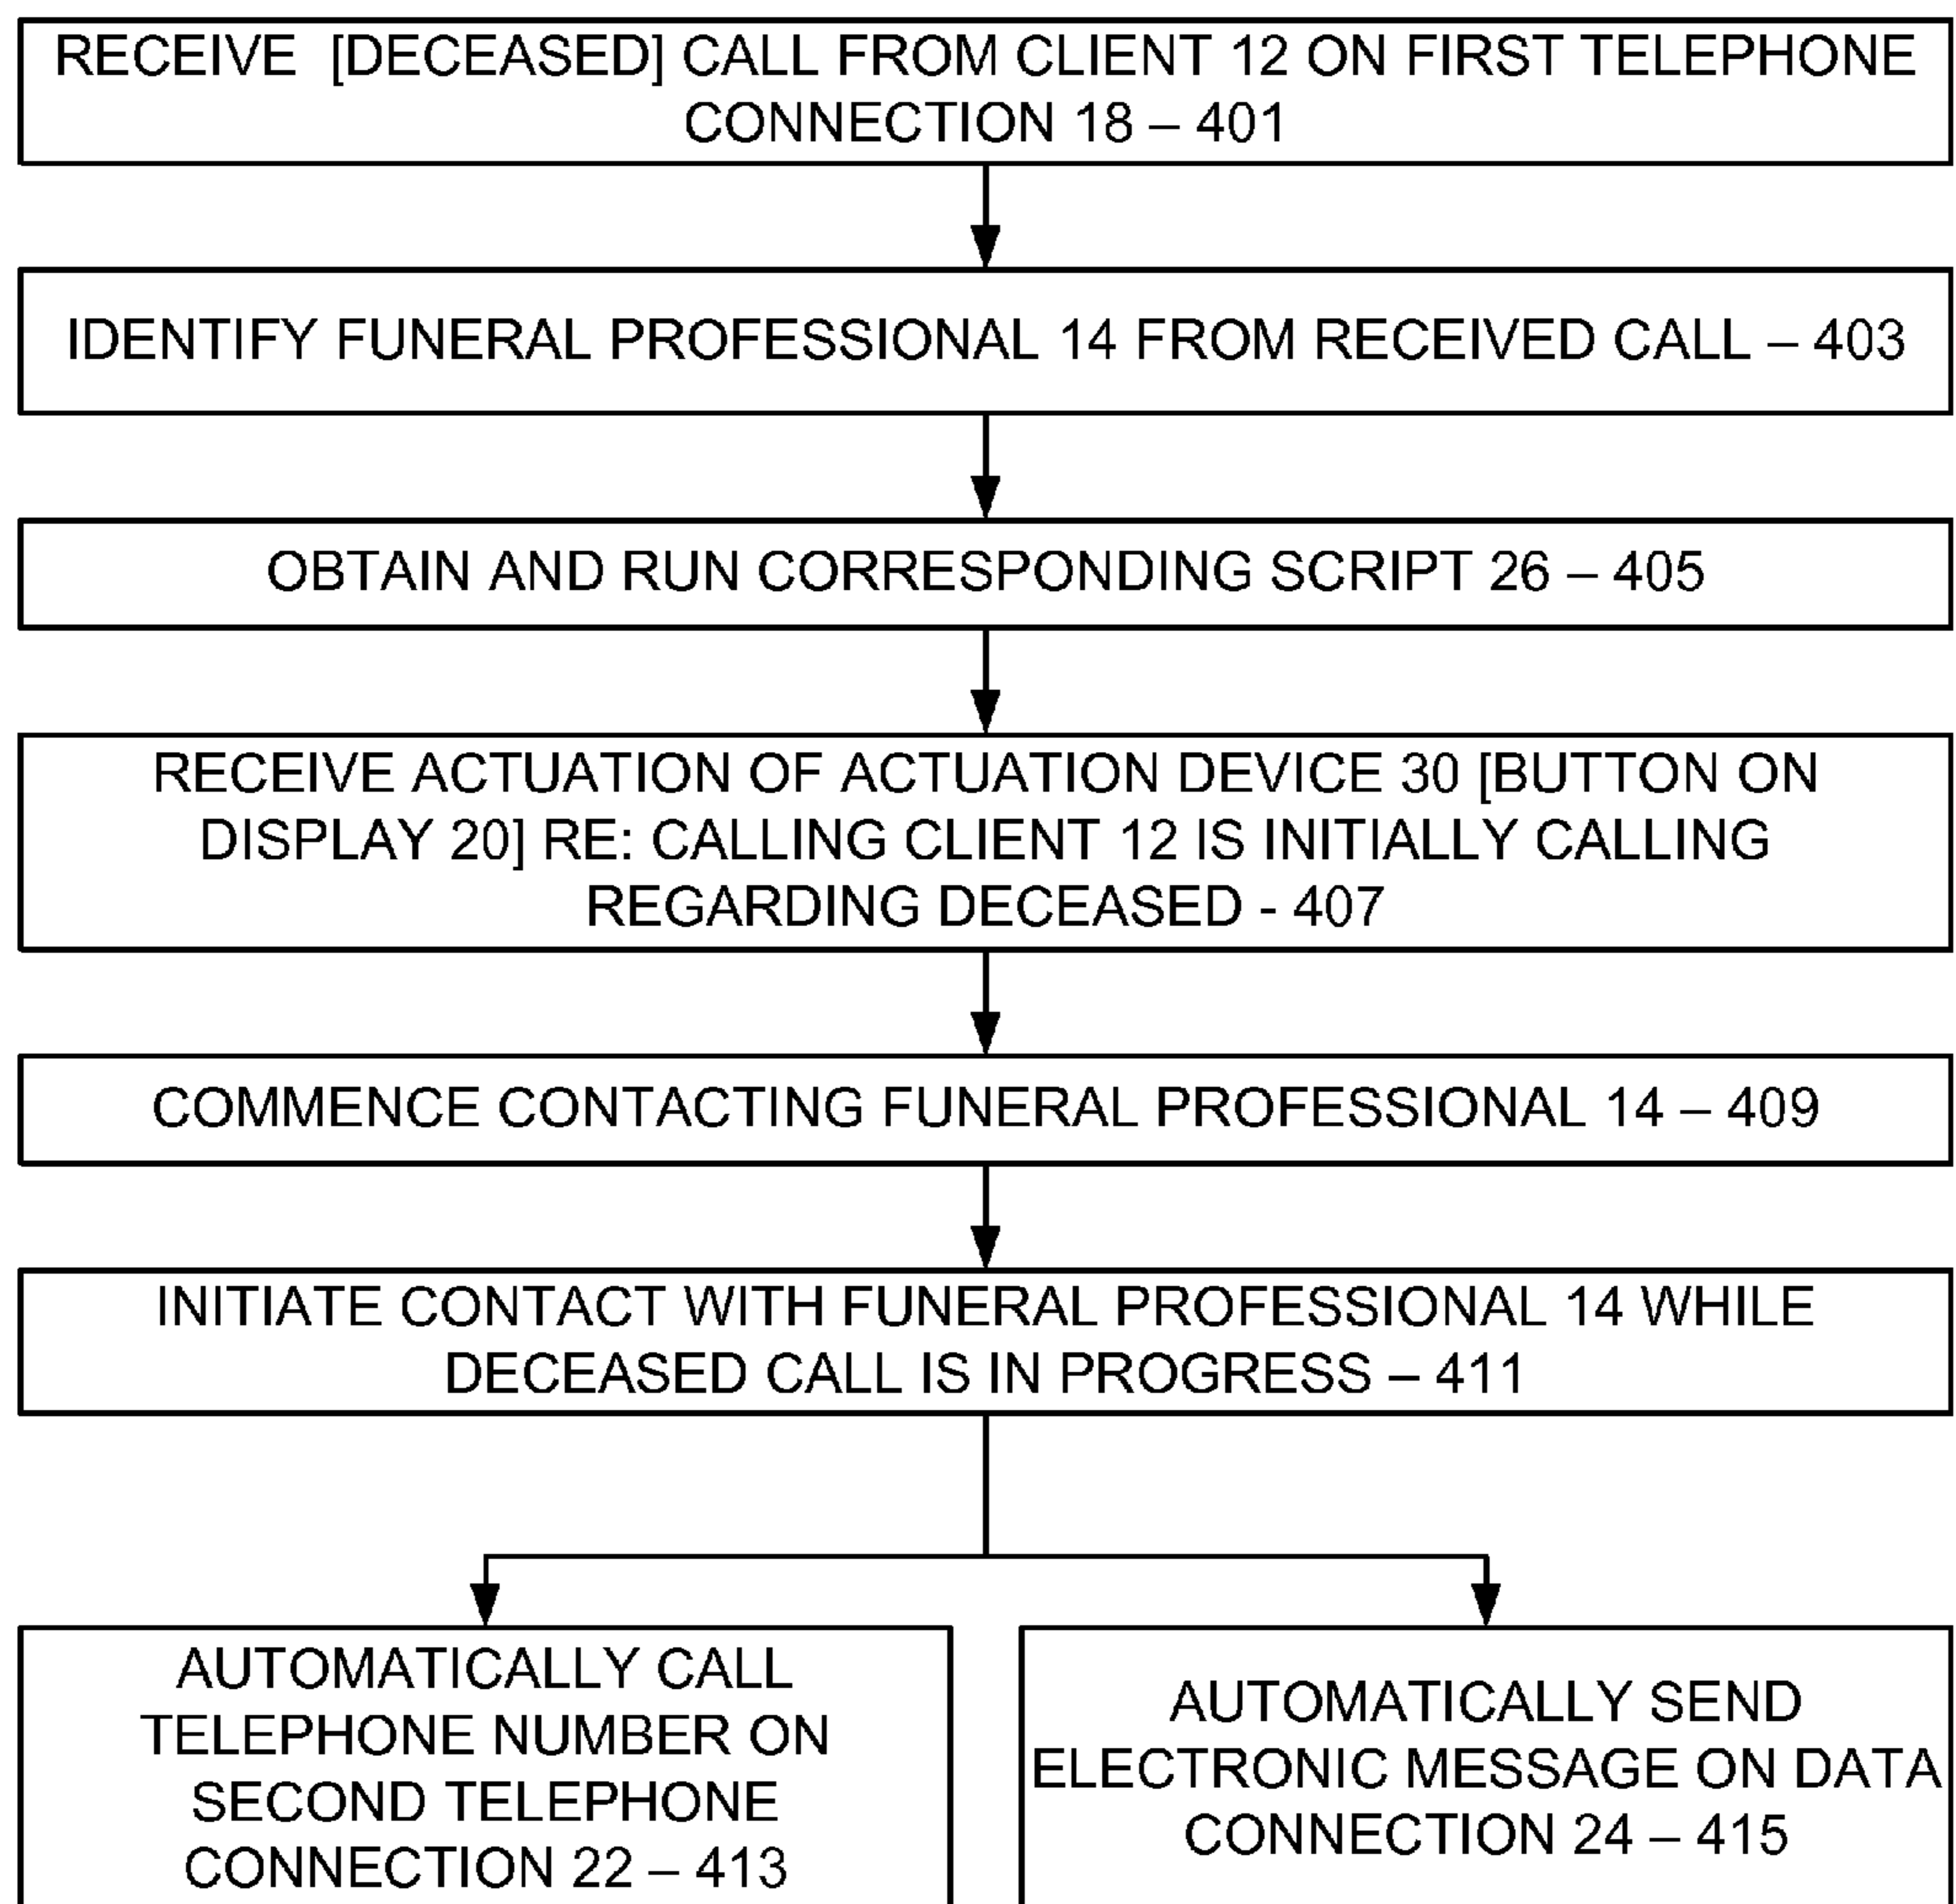 RECEIVE [DECEASED] CALL FROM CLIENT 12 ON FIRST TELEPHONE
CONNECTION 18 – 401
IDENTIFY FUNERAL PROFESSIONAL 14 FROM RECEIVED CALL – 403
OBTAIN AND RUN CORRESPONDING SCRIPT 26 – 405
RECEIVE ACTUATION OF ACTUATION DEVICE 30 [BUTTON ON
DISPLAY 20] RE: CALLING CLIENT 12 IS INITIALLY CALLING
REGARDING DECEASED - 407
COMMENCE CONTACTING FUNERAL PROFESSIONAL 14 – 409
INITIATE CONTACT WITH FUNERAL PROFESSIONAL 14 WHILE
DECEASED CALL IS IN PROGRESS – 411
AUTOMATICALLY CALL
TELEPHONE NUMBER ON
SECOND TELEPHONE
CONNECTION 22 – 413
AUTOMATICALLY SEND
ELECTRONIC MESSAGE ON DATA
CONNECTION 24 – 415